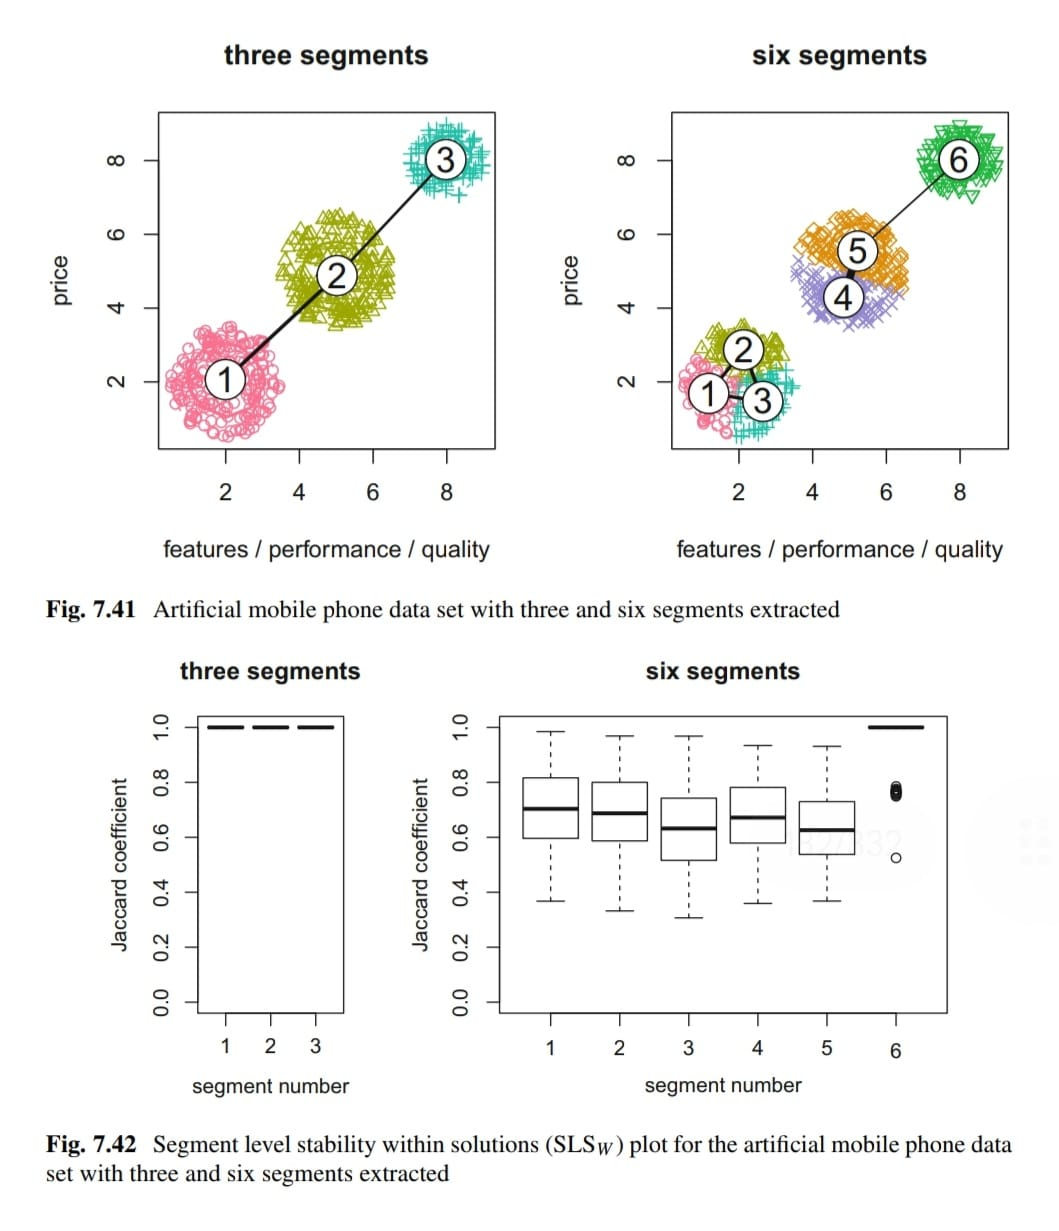 three segments
six segments
price
8
6
4
2
1
2
3
2
4
6
8
features / performance / quality
price
8
6
4
2
1
2
3
4
5
6
2
4
6
8
features / performance / quality
Fig. 7.41 Artificial mobile phone data set with three and six segments extracted
three segments
six segments
Jaccard coefficient
1.0
0.8
0.6
0.4
0.2
0.0
1 2 3
segment number
Jaccard coefficient
1.0
0.8
0.6
0.4
0.2
0.0
1 2 3 4 5 6
segment number
Fig. 7.42 Segment level stability within solutions (SLSW) plot for the artificial mobile phone data
set with three and six segments extracted